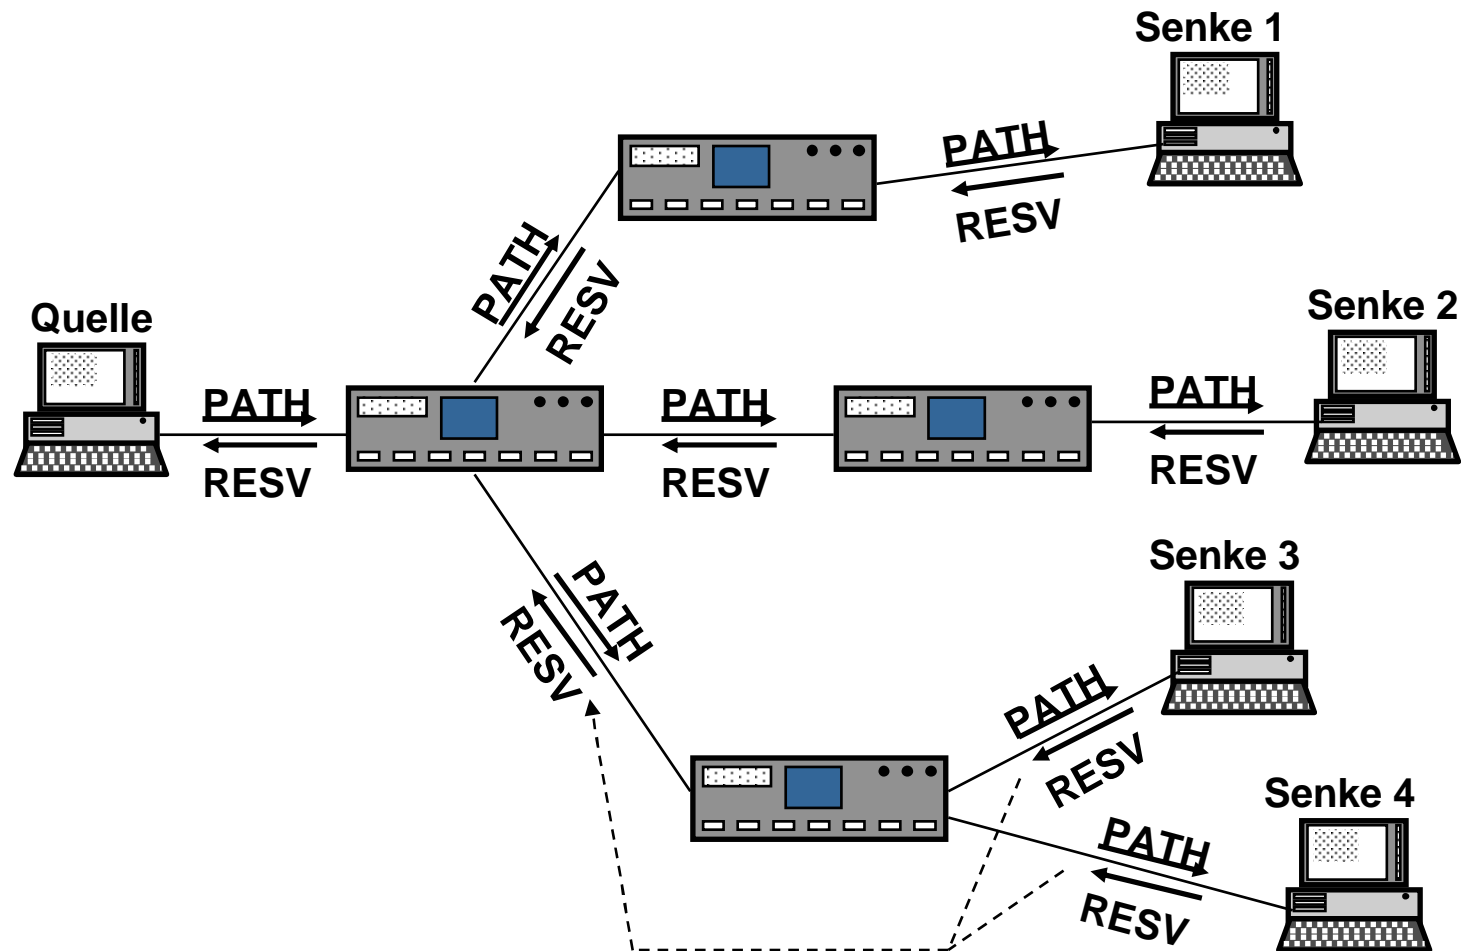 Senke 1
PATH
RESV
PATH
RESV
Quelle
Senke 2
PATH
RESV
PATH
RESV
PATH
RESV
Senke 3
PATH
RESV
PATH
RESV
Senke 4
PATH
RESV